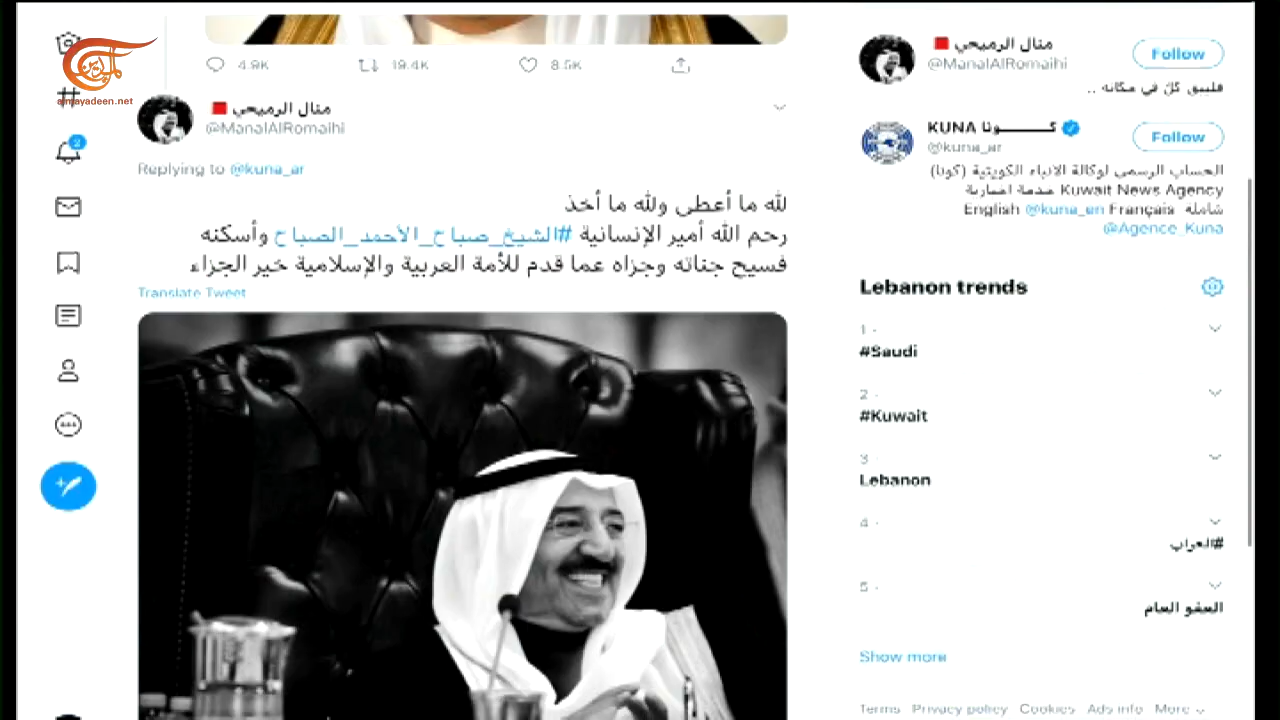 almayadeen.net
4.9K 19.4K 8.5K
منال الرميحي
@ManalAlRomaihi
Replying to @kuna_ar
لله ما أعطى ولله ما أخذ
رحم الله أمير الإنسانية #الشيخ_صباح_الأحمد_الصباح وأسكنه
فسيح جناته وجزاه عما قدم للأمة العربية والإسلامية خير الجزاء
Translate Tweet
منال الرميحي
@ManalAlRomaihi
Follow
فليبق كلّ في مكانه ..
KUNA كـــــونا
@kuna_ar
Follow
الحساب الرسمي لوكالة الانباء الكويتية (كونا)
Kuwait News Agency خدمة اخبارية
شاملة English @kuna_en Français
@Agence_Kuna
Lebanon trends
1 ·
#Saudi
2 ·
#Kuwait
3 ·
Lebanon
4 ·
#العراب
5 ·
العفو العام
Show more
Terms Privacy policy Cookies Ads info More